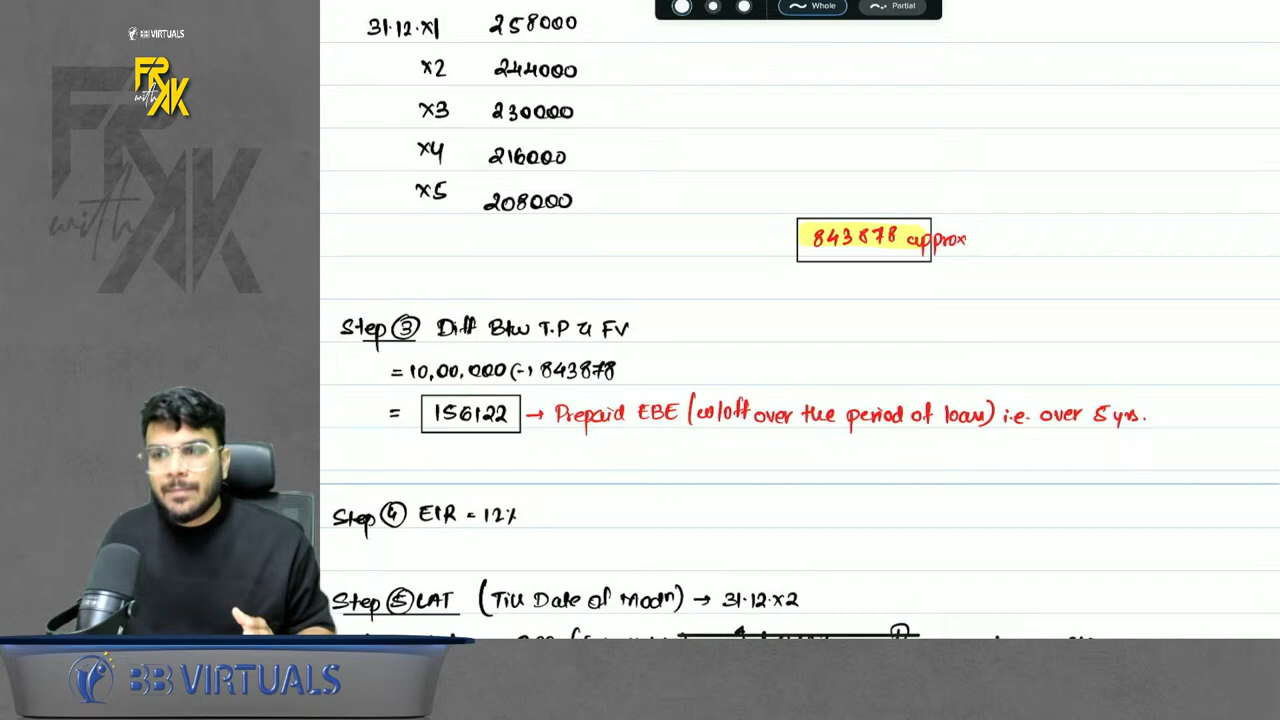 BB VIRTUALS
FR
with
AK
FR
with
AK
Whole
Partial
31.12.x1 258000
x2 244000
x3 230000
x4 216000
x5 208000
843878 approx
Step ③ Diff Btw T.P & FV
= 10,00,000 (-) 843878
= 156122 → Prepaid EBE (w/off over the period of loan) i.e. over 5 yrs.
Step ④ EIR = 12%
Step ⑤ LAT (Till Date of Modn) → 31.12.x2
BB VIRTUALS